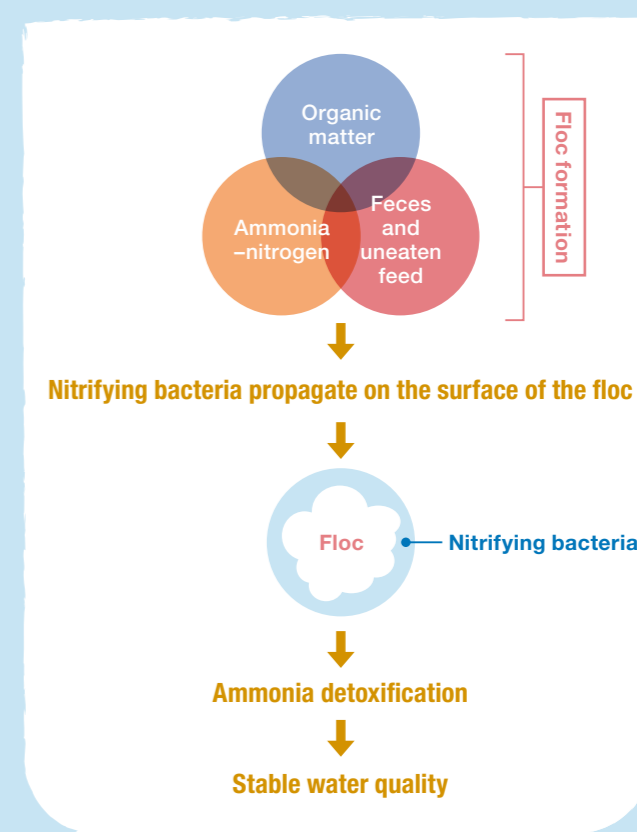 Organic
matter
Ammonia
–nitrogen
Feces
and
uneaten
feed
Floc formation
Nitrifying bacteria propagate on the surface of the floc
Floc
Nitrifying bacteria
Ammonia detoxification
Stable water quality